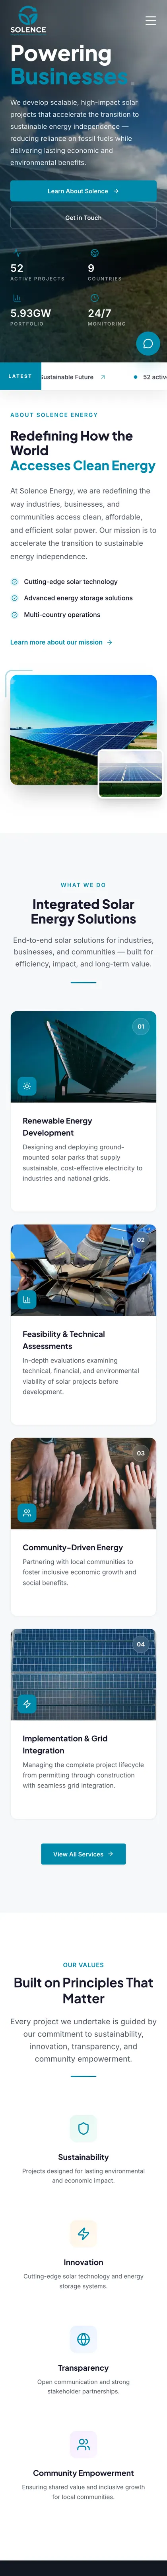 SOLENCE
Powering
Businesses
We develop scalable, high-impact solar
projects that accelerate the transition to
sustainable energy independence —
reducing reliance on fossil fuels while
delivering lasting economic and
environmental benefits.
Learn About Solence
Get in Touch
52
ACTIVE PROJECTS
9
COUNTRIES
5.93GW
PORTFOLIO
24/7
MONITORING
LATEST
Sustainable Future
52 active
ABOUT SOLENCE ENERGY
Redefining How the
World
Accesses Clean Energy
At Solence Energy, we are redefining the
way industries, businesses, and
communities access clean, affordable,
and efficient solar power. Our mission is to
accelerate the transition to sustainable
energy independence.
Cutting-edge solar technology
Advanced energy storage solutions
Multi-country operations
Learn more about our mission
WHAT WE DO
Integrated Solar
Energy Solutions
End-to-end solar solutions for industries,
businesses, and communities — built for
efficiency, impact, and long-term value.
01
Renewable Energy
Development
Designing and deploying ground-
mounted solar parks that supply
sustainable, cost-effective electricity to
industries and national grids.
02
Feasibility & Technical
Assessments
In-depth evaluations examining
technical, financial, and environmental
viability of solar projects before
development.
03
Community-Driven Energy
Partnering with local communities to
foster inclusive economic growth and
social benefits.
04
Implementation & Grid
Integration
Managing the complete project lifecycle
from permitting through construction
with seamless grid integration.
View All Services
OUR VALUES
Built on Principles That
Matter
Every project we undertake is guided by
our commitment to sustainability,
innovation, transparency, and
community empowerment.
Sustainability
Projects designed for lasting environmental
and economic impact.
Innovation
Cutting-edge solar technology and energy
storage systems.
Transparency
Open communication and strong
stakeholder partnerships.
Community Empowerment
Ensuring shared value and inclusive growth
for local communities.